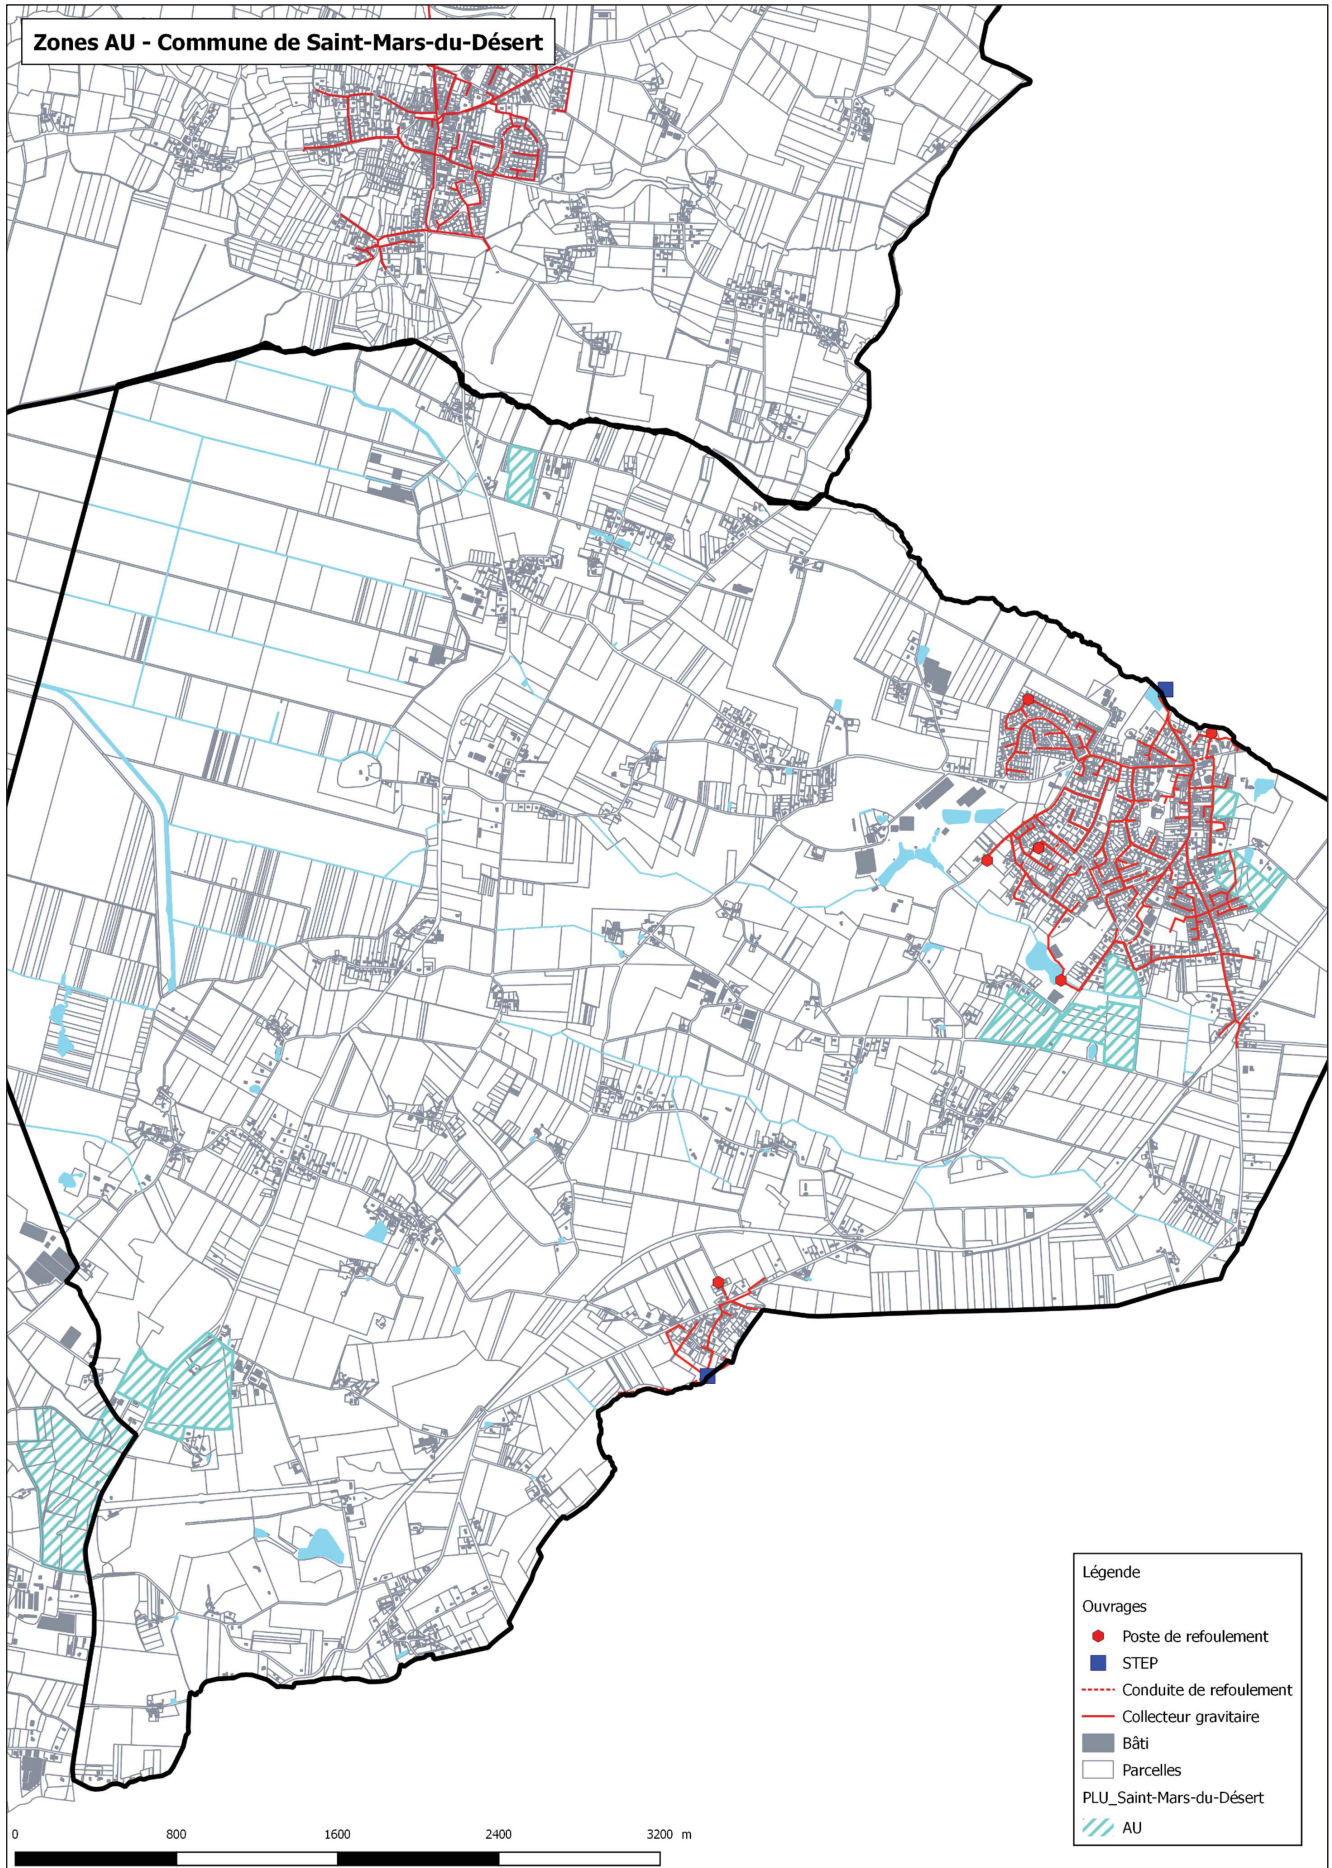 Zones AU - Commune de Saint-Mars-du-Désert
Légende
Ouvrages
Poste de refoulement
STEP
Conduite de refoulement
Collecteur gravitaire
Bâti
Parcelles
PLU_Saint-Mars-du-Désert
AU
0 800 1600 2400 3200 m